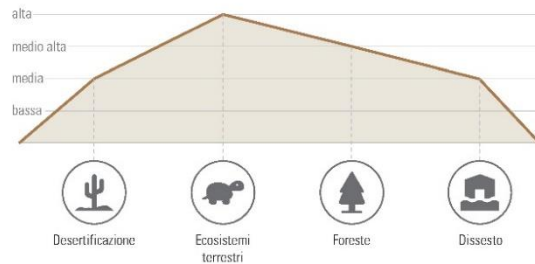 alta
medio alta
media
bassa
Desertificazione
Ecosistemi
terrestri
Foreste
Dissesto